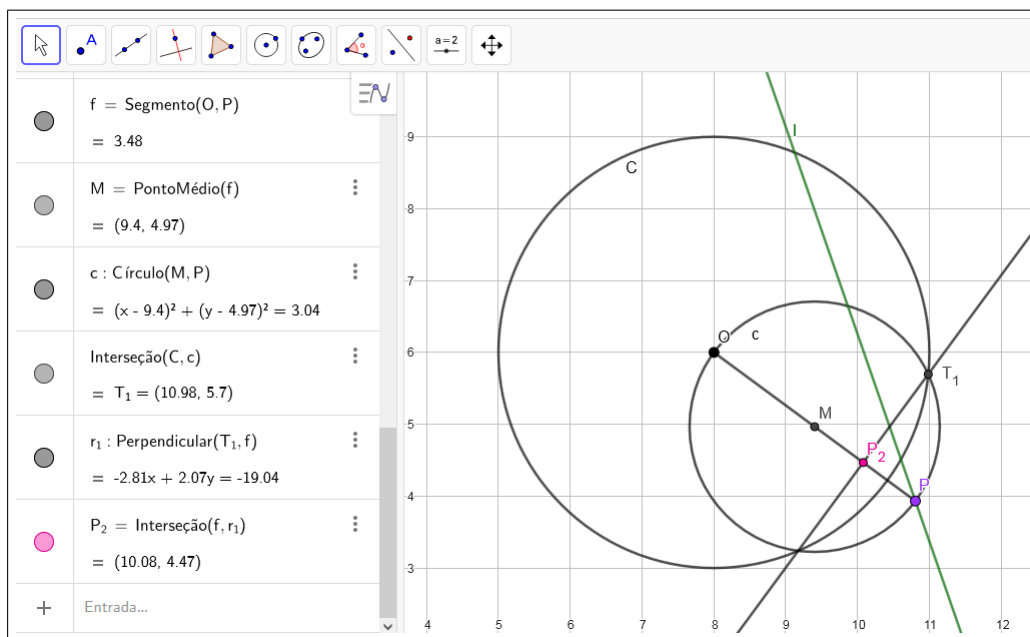 A
α
a=2
f = Segmento(O, P)
= 3.48
M = PontoMédio(f)
= (9.4, 4.97)
c : Círculo(M, P)
= (x - 9.4)² + (y - 4.97)² = 3.04
Interseção(C, c)
= T₁ = (10.98, 5.7)
r₁ : Perpendicular(T₁, f)
= -2.81x + 2.07y = -19.04
P₂ = Interseção(f, r₁)
= (10.08, 4.47)
+ Entrada...
9
8
7
6
5
4
3
4 5 6 7 8 9 10 11 12
l
C
O
c
T₁
M
P₂
P